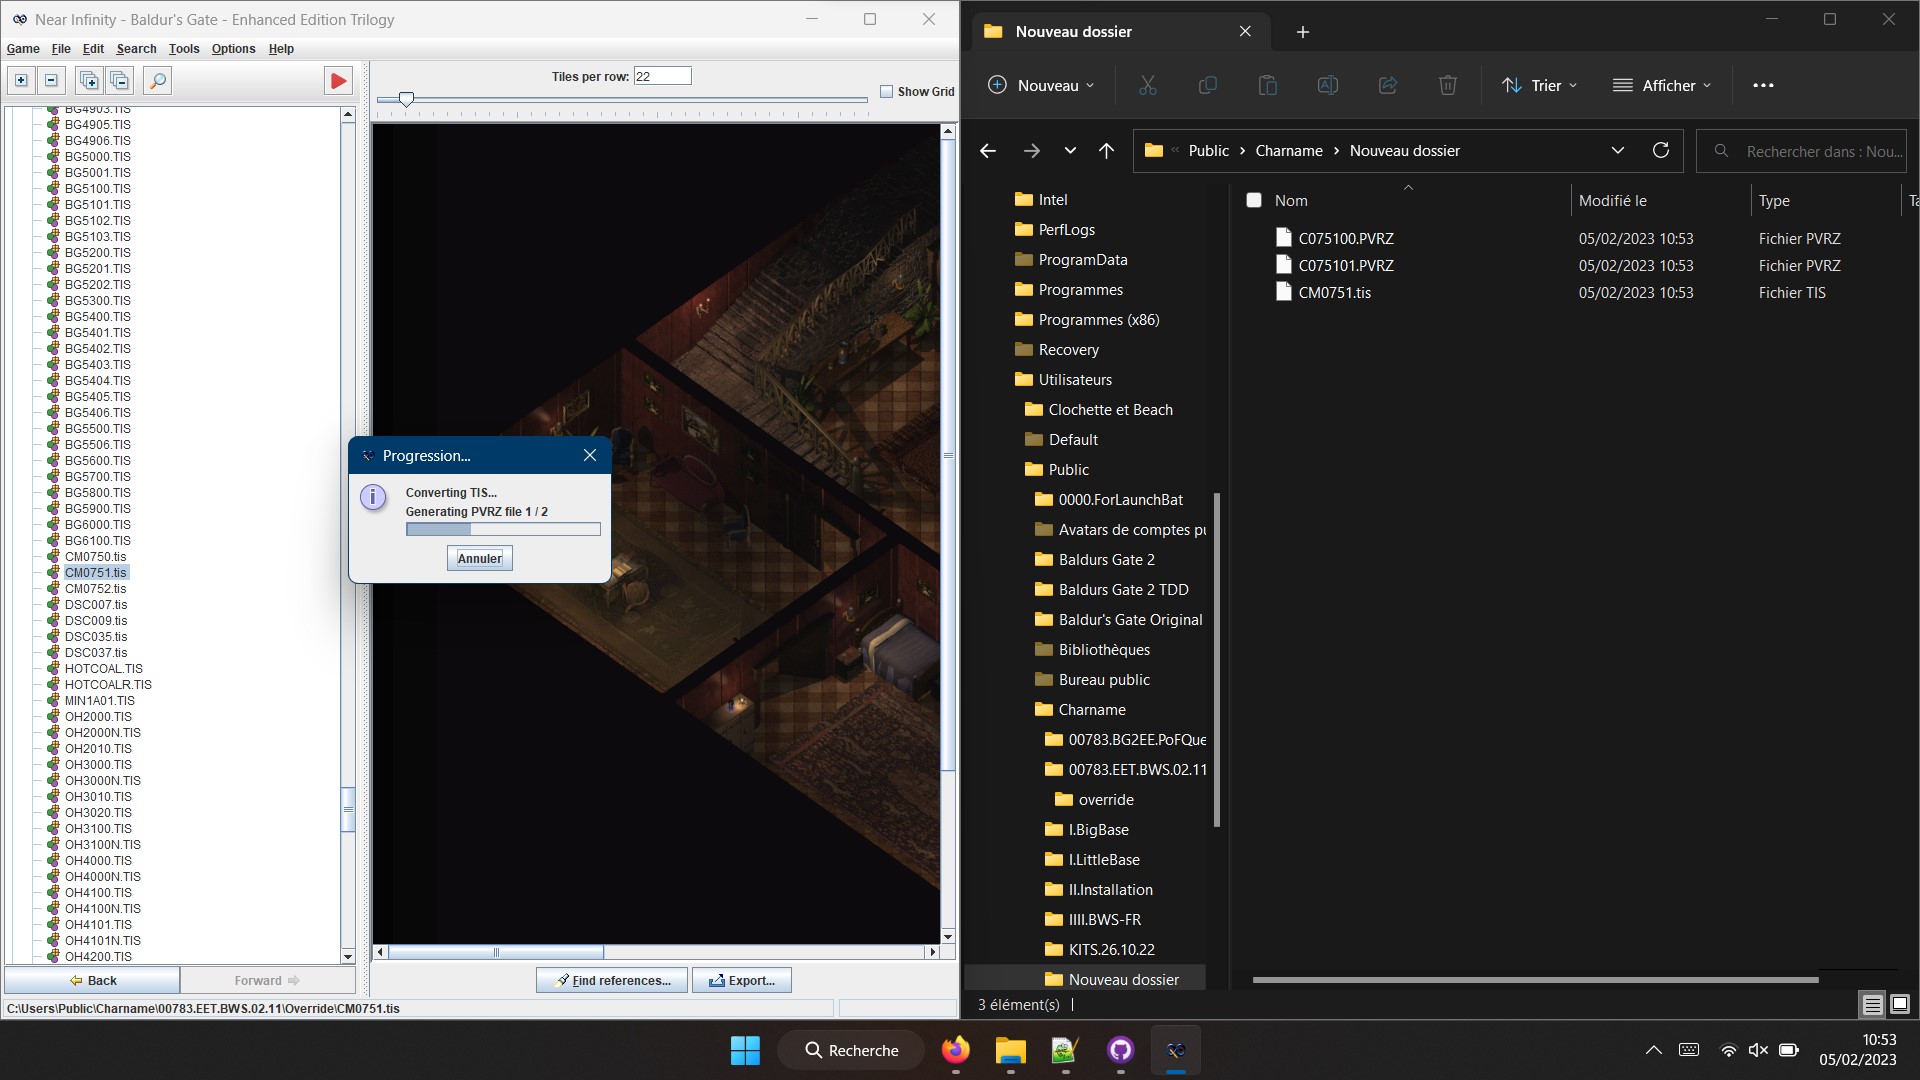 Near Infinity - Baldur's Gate - Enhanced Edition Trilogy
Game File Edit Search Tools Options Help
Tiles per row: 22
Show Grid
BG4903.TIS
BG4905.TIS
BG4906.TIS
BG5000.TIS
BG5001.TIS
BG5100.TIS
BG5101.TIS
BG5102.TIS
BG5103.TIS
BG5200.TIS
BG5201.TIS
BG5202.TIS
BG5300.TIS
BG5400.TIS
BG5401.TIS
BG5402.TIS
BG5403.TIS
BG5404.TIS
BG5405.TIS
BG5406.TIS
BG5500.TIS
BG5506.TIS
BG5600.TIS
BG5700.TIS
BG5800.TIS
BG5900.TIS
BG6000.TIS
BG6100.TIS
CM0750.tis
CM0751.tis
CM0752.tis
DSC007.tis
DSC009.tis
DSC035.tis
DSC037.tis
HOTCOAL.TIS
HOTCOALR.TIS
MIN1A01.TIS
OH2000.TIS
OH2000N.TIS
OH2010.TIS
OH3000.TIS
OH3000N.TIS
OH3010.TIS
OH3020.TIS
OH3100.TIS
OH3100N.TIS
OH4000.TIS
OH4000N.TIS
OH4100.TIS
OH4100N.TIS
OH4101.TIS
OH4101N.TIS
OH4200.TIS
Back
Forward
Progression...
Converting TIS...
Generating PVRZ file 1 / 2
Annuler
Find references...
Export...
C:\Users\Public\Charname\00783.EET.BWS.02.11\Override\CM0751.tis
Nouveau dossier
Nouveau
Trier
Afficher
Public > Charname > Nouveau dossier
Rechercher dans : Nou...
Intel
PerfLogs
ProgramData
Programmes
Programmes (x86)
Recovery
Utilisateurs
Clochette et Beach
Default
Public
0000.ForLaunchBat
Avatars de comptes pu
Baldurs Gate 2
Baldurs Gate 2 TDD
Baldur's Gate Original
Bibliothèques
Bureau public
Charname
00783.BG2EE.PoFQue
00783.EET.BWS.02.11
override
I.BigBase
I.LittleBase
II.Installation
IIII.BWS-FR
KITS.26.10.22
Nouveau dossier
Nom Modifié le Type Ta
C075100.PVRZ 05/02/2023 10:53 Fichier PVRZ
C075101.PVRZ 05/02/2023 10:53 Fichier PVRZ
CM0751.tis 05/02/2023 10:53 Fichier TIS
3 élément(s)
Recherche
10:53
05/02/2023